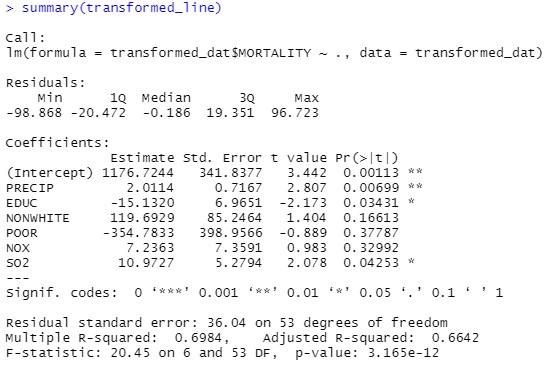 > summary(transformed_line)
Call:
lm(formula = transformed_dat$MORTALITY ~ ., data = transformed_dat)
Residuals:
    Min      1Q  Median      3Q     Max
-98.868 -20.472  -0.186  19.351  96.723
Coefficients:
             Estimate Std. Error t value Pr(>|t|)
(Intercept) 1176.7244   341.8377   3.442  0.00113 **
PRECIP         2.0114     0.7167   2.807  0.00699 **
EDUC         -15.1320     6.9651  -2.173  0.03431 *
NONWHITE     119.6929    85.2464   1.404  0.16613
POOR        -354.7833   398.9566  -0.889  0.37787
NOX            7.2363     7.3591   0.983  0.32992
SO2           10.9727     5.2794   2.078  0.04253 *
---
Signif. codes:  0 ‘***’ 0.001 ‘**’ 0.01 ‘*’ 0.05 ‘.’ 0.1 ‘ ’ 1
Residual standard error: 36.04 on 53 degrees of freedom
Multiple R-squared:  0.6984,    Adjusted R-squared:  0.6642
F-statistic: 20.45 on 6 and 53 DF,  p-value: 3.165e-12